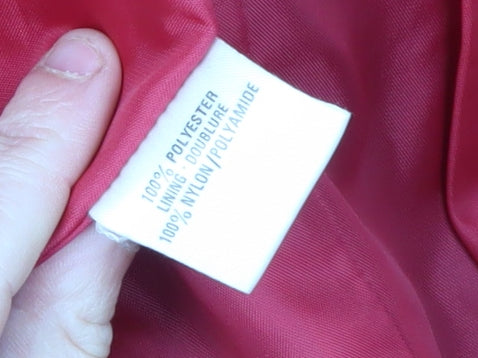 100% POLYESTER
LINING - DOUBLURE
100% NYLON/POLYAMIDE